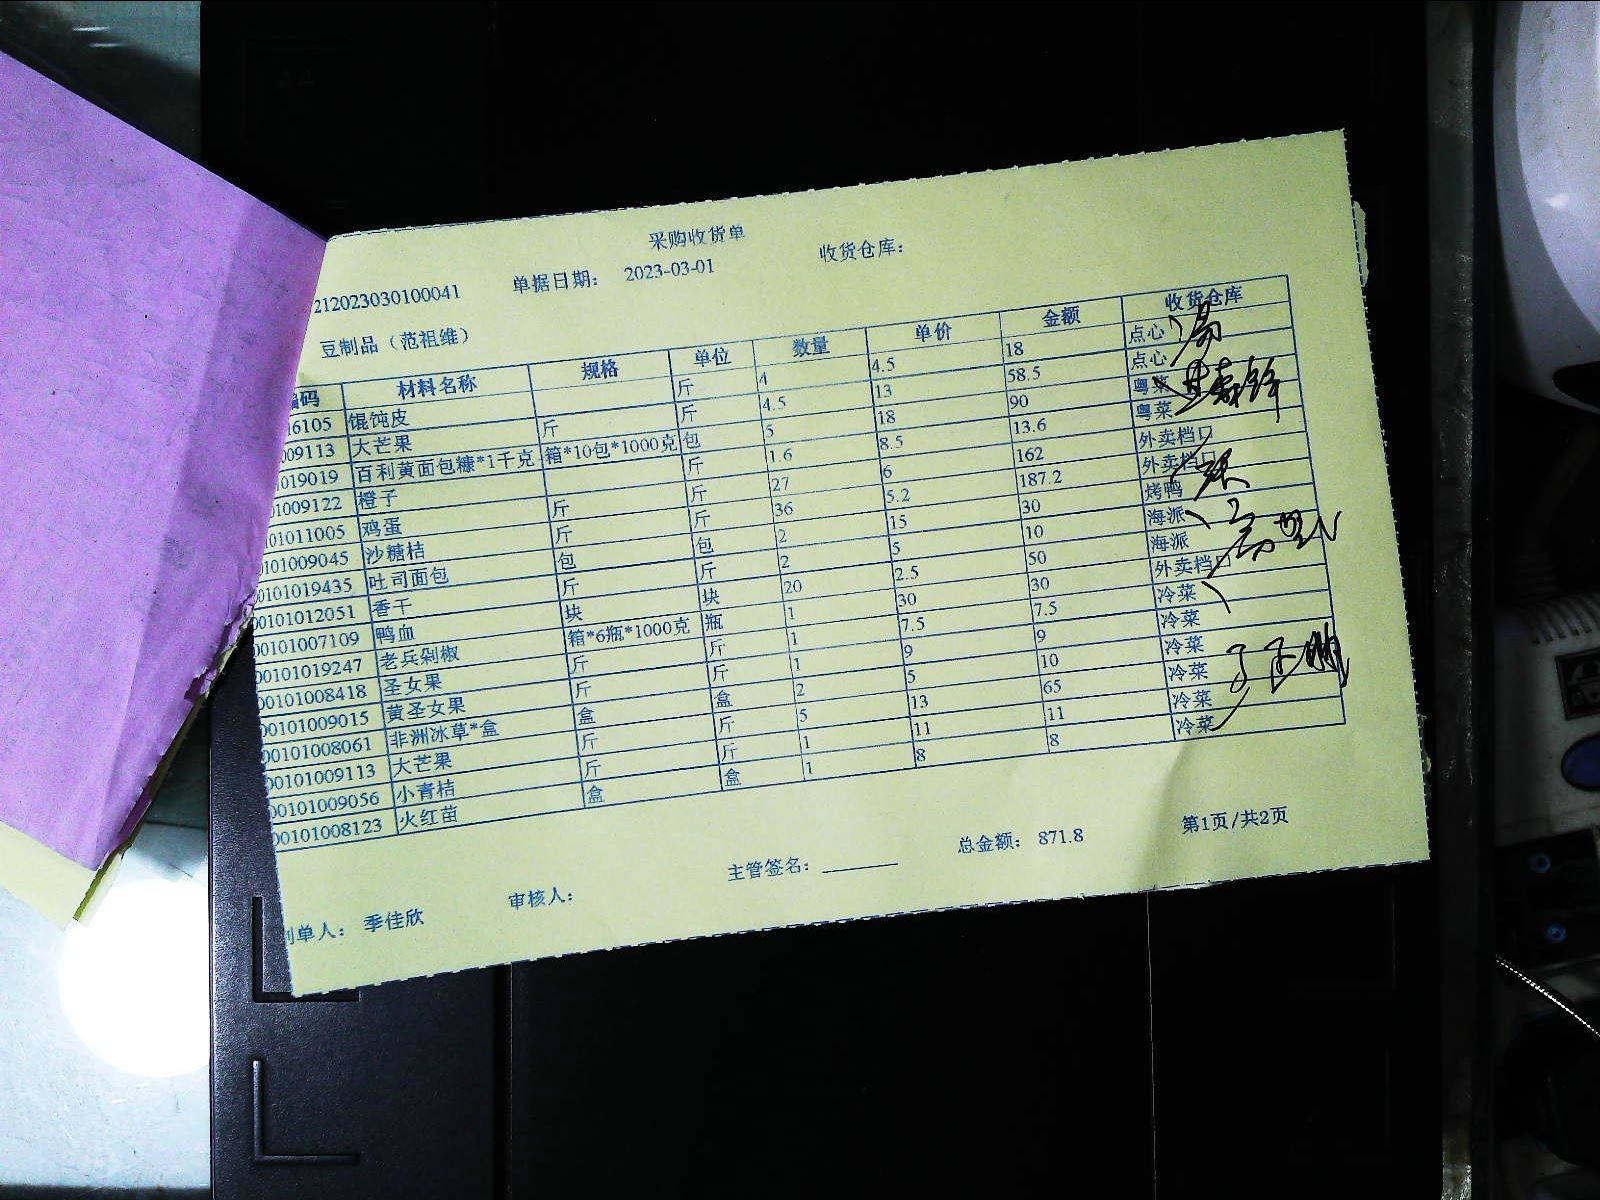 采购收货单
212023030100041 单据日期： 2023-03-01 收货仓库：
豆制品（范祖维）
编码 材料名称 规格 单位 数量 单价 金额 收货仓库
16105 馄饨皮 斤 4 4.5 18 点心
009113 大芒果 斤 斤 4.5 13 58.5 点心
019019 百利黄面包糠*1千克 箱*10包*1000克 包 5 18 90 粤菜
009122 橙子 斤 1.6 8.5 13.6 粤菜
01011005 鸡蛋 斤 斤 27 6 162 外卖档口
0101009045 沙糖桔 斤 斤 36 5.2 187.2 外卖档口
00101019435 吐司面包 包 包 2 15 30 烤鸭
00101012051 香干 斤 斤 2 5 10 海派
00101007109 鸭血 块 块 20 2.5 50 海派
00101019247 老兵剁椒 箱*6瓶*1000克 瓶 1 30 30 外卖档口
00101008418 圣女果 斤 斤 1 7.5 7.5 冷菜
00101009015 黄圣女果 斤 斤 1 9 9 冷菜
00101008061 非洲冰草*盒 盒 盒 2 5 10 冷菜
00101009113 大芒果 斤 斤 5 13 65 冷菜
00101009056 小青桔 斤 斤 1 11 11 冷菜
00101008123 火红苗 盒 盒 1 8 8 冷菜
制单人： 季佳欣 审核人： 主管签名： 总金额： 871.8 第1页/共2页